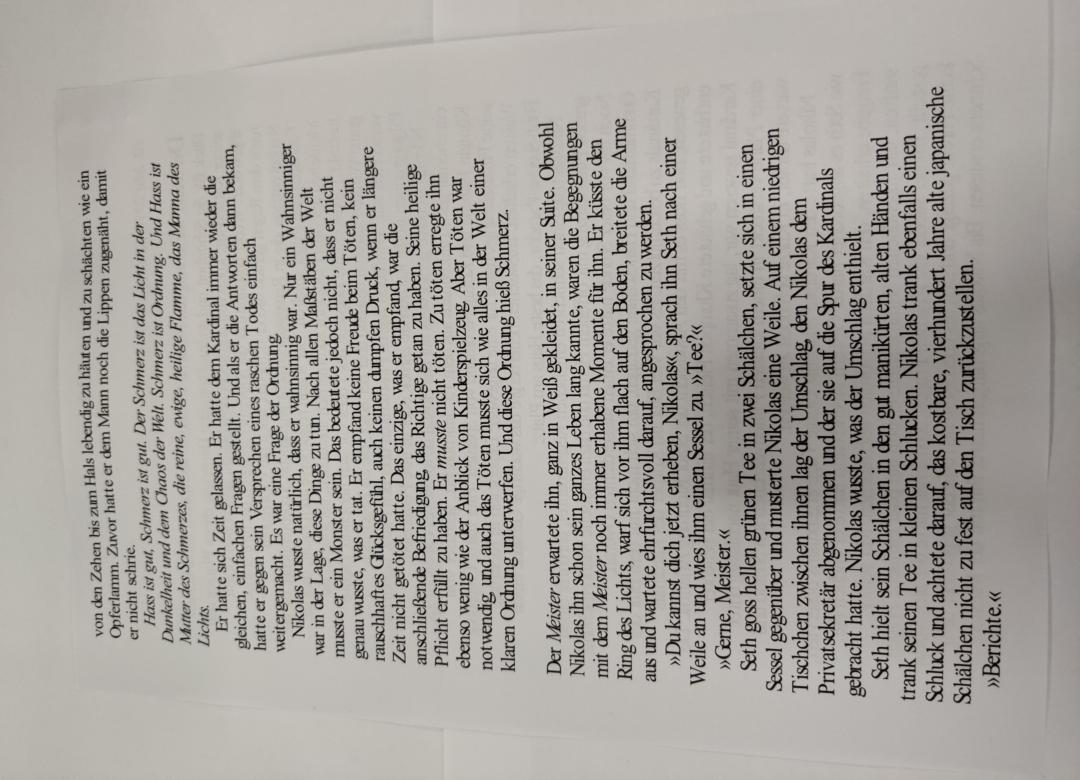 von den Zehen bis zum Hals lebendig zu häuten und zu schächten wie ein
Opferlamm. Zuvor hatte er dem Mann noch die Lippen zugenäht, damit
er nicht schrie.
Hass ist gut, Schmerz ist gut. Der Schmerz ist das Licht in der
Dunkelheit und dem Chaos der Welt. Schmerz ist Ordnung. Und Hass ist
Mutter des Schmerzes, die reine, ewige, heilige Flamme, das Manna des
Lichts.
Er hatte sich Zeit gelassen. Er hatte dem Kardinal immer wieder die
gleichen, einfachen Fragen gestellt. Und als er die Antworten dann bekam,
hatte er gegen sein Versprechen eines raschen Todes einfach
weitergemacht. Es war eine Frage der Ordnung.
Nikolas wusste natürlich, dass er wahnsinnig war. Nur ein Wahnsinniger
war in der Lage, diese Dinge zu tun. Nach allen Maßstäben der Welt
musste er ein Monster sein. Das bedeutete jedoch nicht, dass er nicht
genau wusste, was er tat. Er empfand keine Freude beim Töten, kein
rauschhaftes Glücksgefühl, auch keinen dumpfen Druck, wenn er längere
Zeit nicht getötet hatte. Das einzige, was er empfand, war die
anschließende Befriedigung, das Richtige getan zu haben. Seine heilige
Pflicht erfüllt zu haben. Er musste nicht töten. Zu töten erregte ihn
ebenso wenig wie der Anblick von Kinderspielzeug. Aber Töten war
notwendig und auch das Töten musste sich wie alles in der Welt einer
klaren Ordnung unterwerfen. Und diese Ordnung hieß Schmerz.
Der Meister erwartete ihn, ganz in Weiß gekleidet, in seiner Suite. Obwohl
Nikolas ihn schon sein ganzes Leben lang kannte, waren die Begegnungen
mit dem Meister noch immer erhabene Momente für ihn. Er küsste den
Ring des Lichts, warf sich vor ihm flach auf den Boden, breitete die Arme
aus und wartete ehrfurchtsvoll darauf, angesprochen zu werden.
»Du kannst dich jetzt erheben, Nikolas«, sprach ihn Seth nach einer
Weile an und wies ihm einen Sessel zu »Tee?«
»Gerne, Meister.«
Seth goss hellen grünen Tee in zwei Schälchen, setzte sich in einen
Sessel gegenüber und musterte Nikolas eine Weile. Auf einem niedrigen
Tischchen zwischen ihnen lag der Umschlag, den Nikolas dem
Privatsekretär abgenommen und der sie auf die Spur des Kardinals
gebracht hatte. Nikolas wusste, was der Umschlag enthielt.
Seth hielt sein Schälchen in den gut manikürten, alten Händen und
trank seinen Tee in kleinen Schlucken. Nikolas trank ebenfalls einen
Schluck und achtete darauf, das kostbare, vierhundert Jahre alte japanische
Schälchen nicht zu fest auf den Tisch zurückzustellen.
»Berichte.«